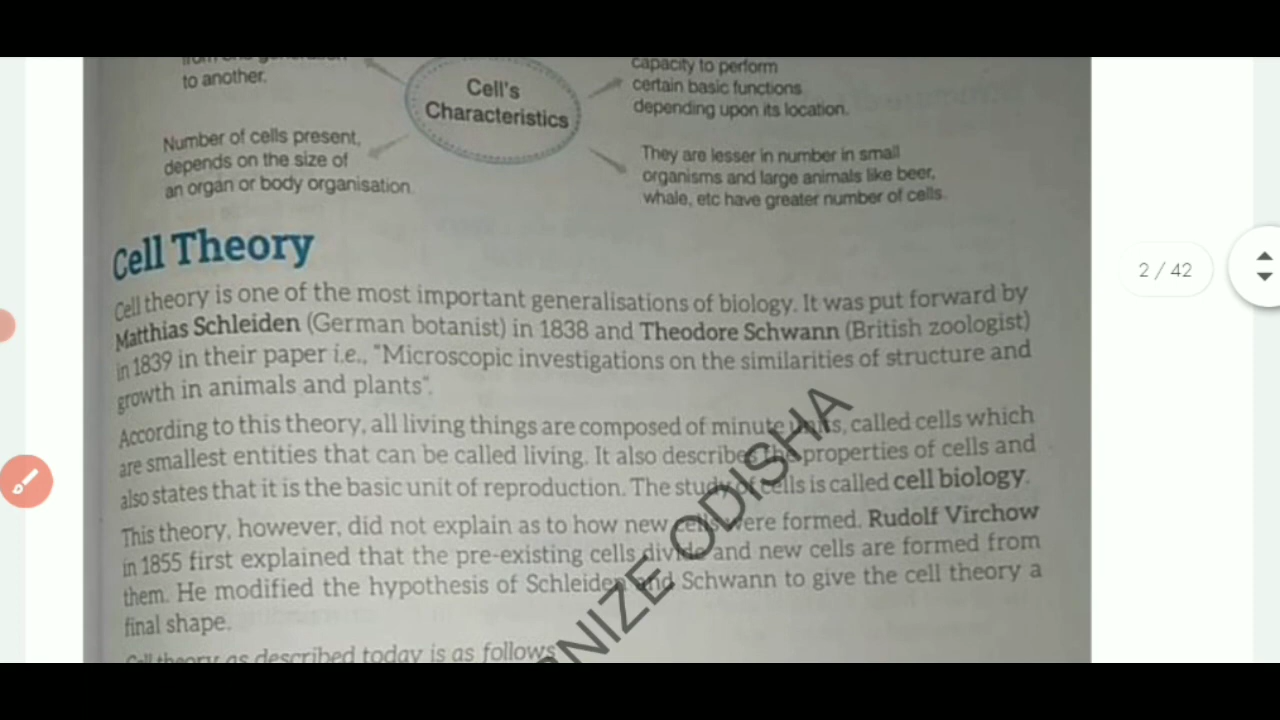 to another.
Number of cells present,
depends on the size of
an organ or body organisation.
Cell's
Characteristics
capacity to perform
certain basic functions
depending upon its location.
They are lesser in number in small
organisms and large animals like beer,
whale, etc have greater number of cells.
2 / 42
Cell Theory
Cell theory is one of the most important generalisations of biology. It was put forward by
Matthias Schleiden (German botanist) in 1838 and Theodore Schwann (British zoologist)
in 1839 in their paper i.e., "Microscopic investigations on the similarities of structure and
growth in animals and plants".
According to this theory, all living things are composed of minute units, called cells which
are smallest entities that can be called living. It also describes the properties of cells and
also states that it is the basic unit of reproduction. The study of cells is called cell biology.
This theory, however, did not explain as to how new cells were formed. Rudolf Virchow
in 1855 first explained that the pre-existing cells divide and new cells are formed from
them. He modified the hypothesis of Schleiden and Schwann to give the cell theory a
final shape.
Cell theory as described today is as follows
NIZE ODISHA